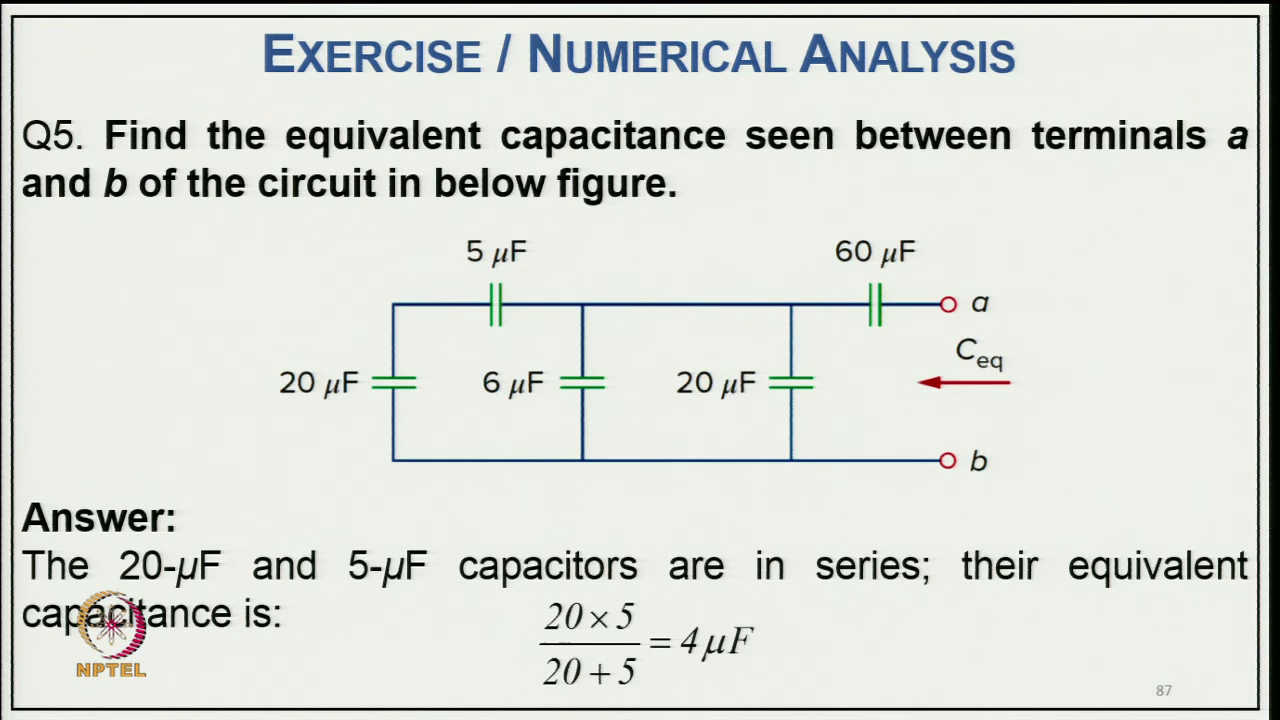 EXERCISE / NUMERICAL ANALYSIS
Q5. Find the equivalent capacitance seen between terminals a
and b of the circuit in below figure.
5 μF
60 μF
a
C_eq
20 μF
6 μF
20 μF
b
Answer:
The 20-μF and 5-μF capacitors are in series; their equivalent
capacitance is:
20 × 5
20 + 5
= 4 μF
NPTEL
87